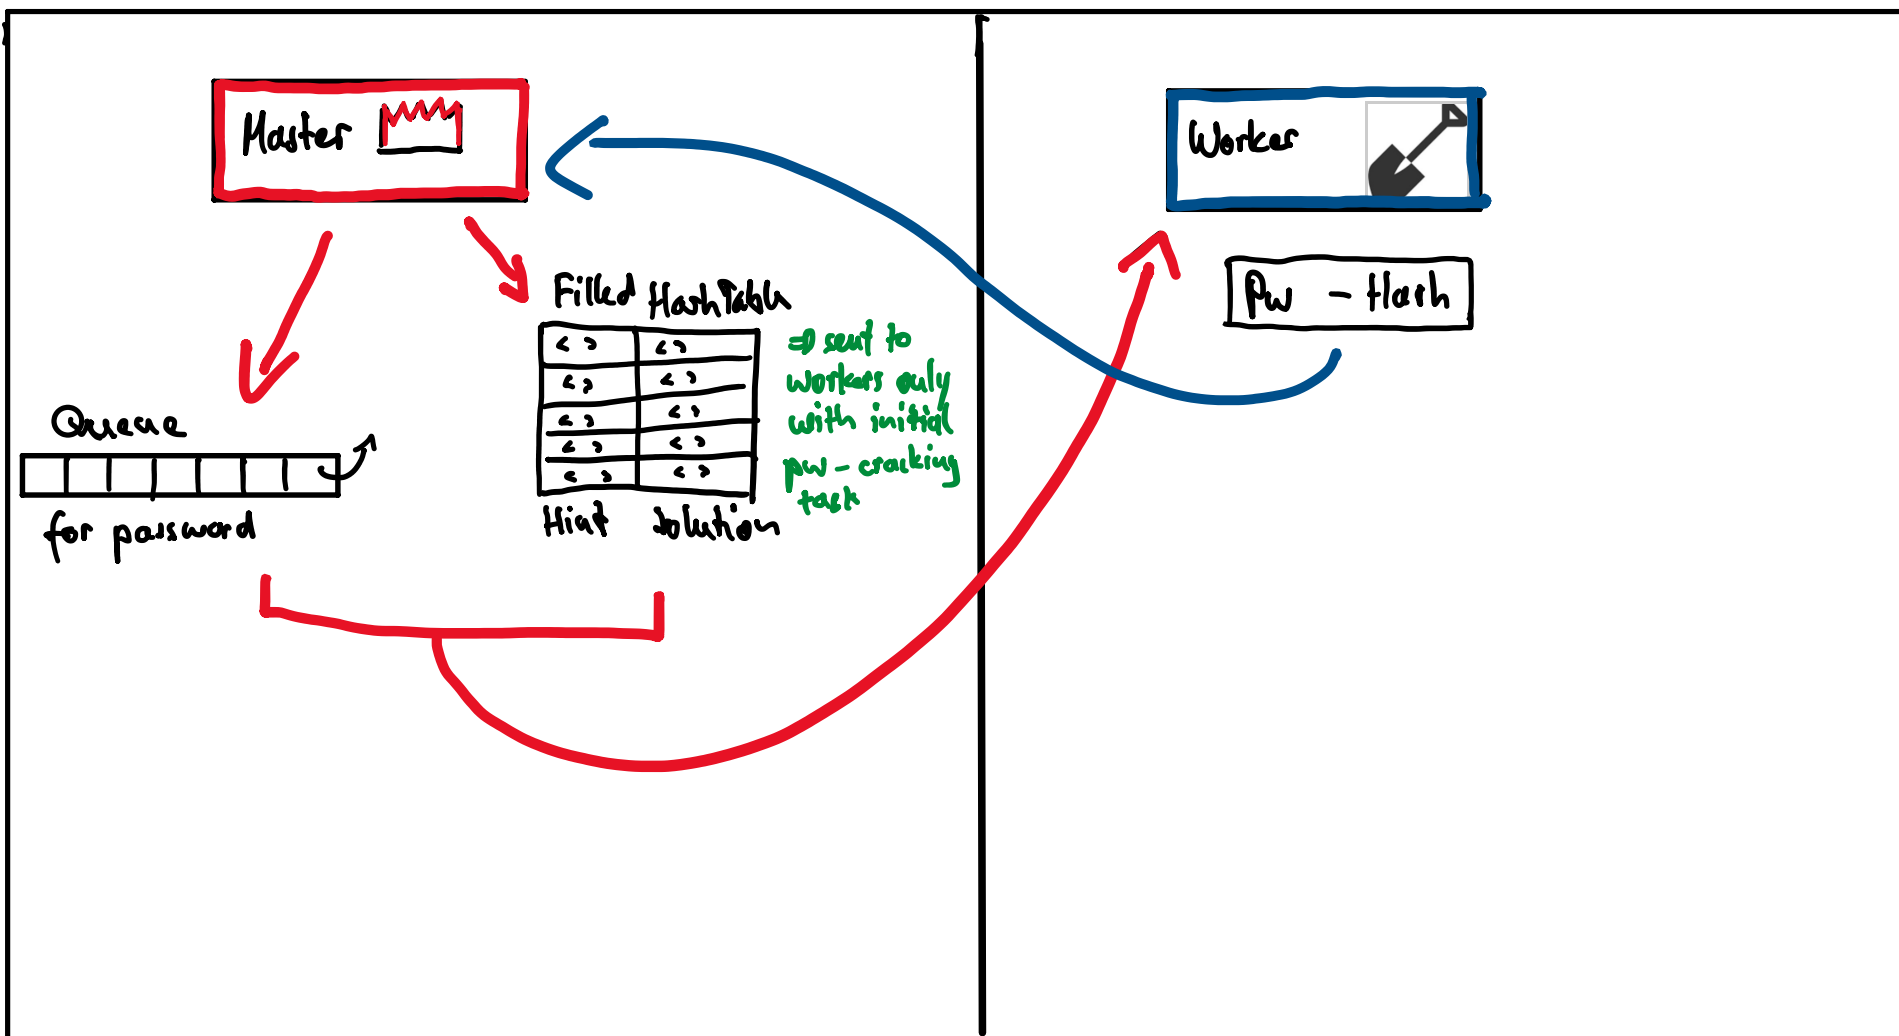 Master
Worker
Pw - Hash
Filled HashTable
< > < >
< > < >
< > < >
< > < >
< > < >
Hint Solution
=> sent to
workers only
with initial
pw - cracking
task
Queue
for password